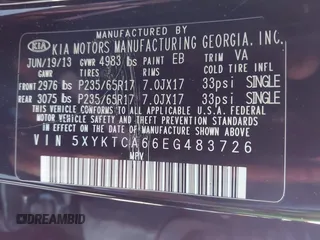 KIA KIA MOTORS MANUFACTURING GEORGIA, INC.
JUN/19/13 GVWR 4983 lbs PAINT EB TRIM VA
GAWR TIRES RIMS COLD TIRE INFL
FRONT 2976 lbs P235/65R17 7.0JX17 33psi SINGLE
REAR 3075 lbs P235/65R17 7.0JX17 33psi SINGLE
THIS VEHICLE CONFORMS TO ALL APPLICABLE U.S. FEDERAL
MOTOR VEHICLE SAFETY AND THEFT PREVENTION STANDARDS
IN EFFECT ON THE DATE OF MANUFACTURE SHOWN ABOVE.
VIN 5XYKTCA66EG483726
MPV
DREAMBID